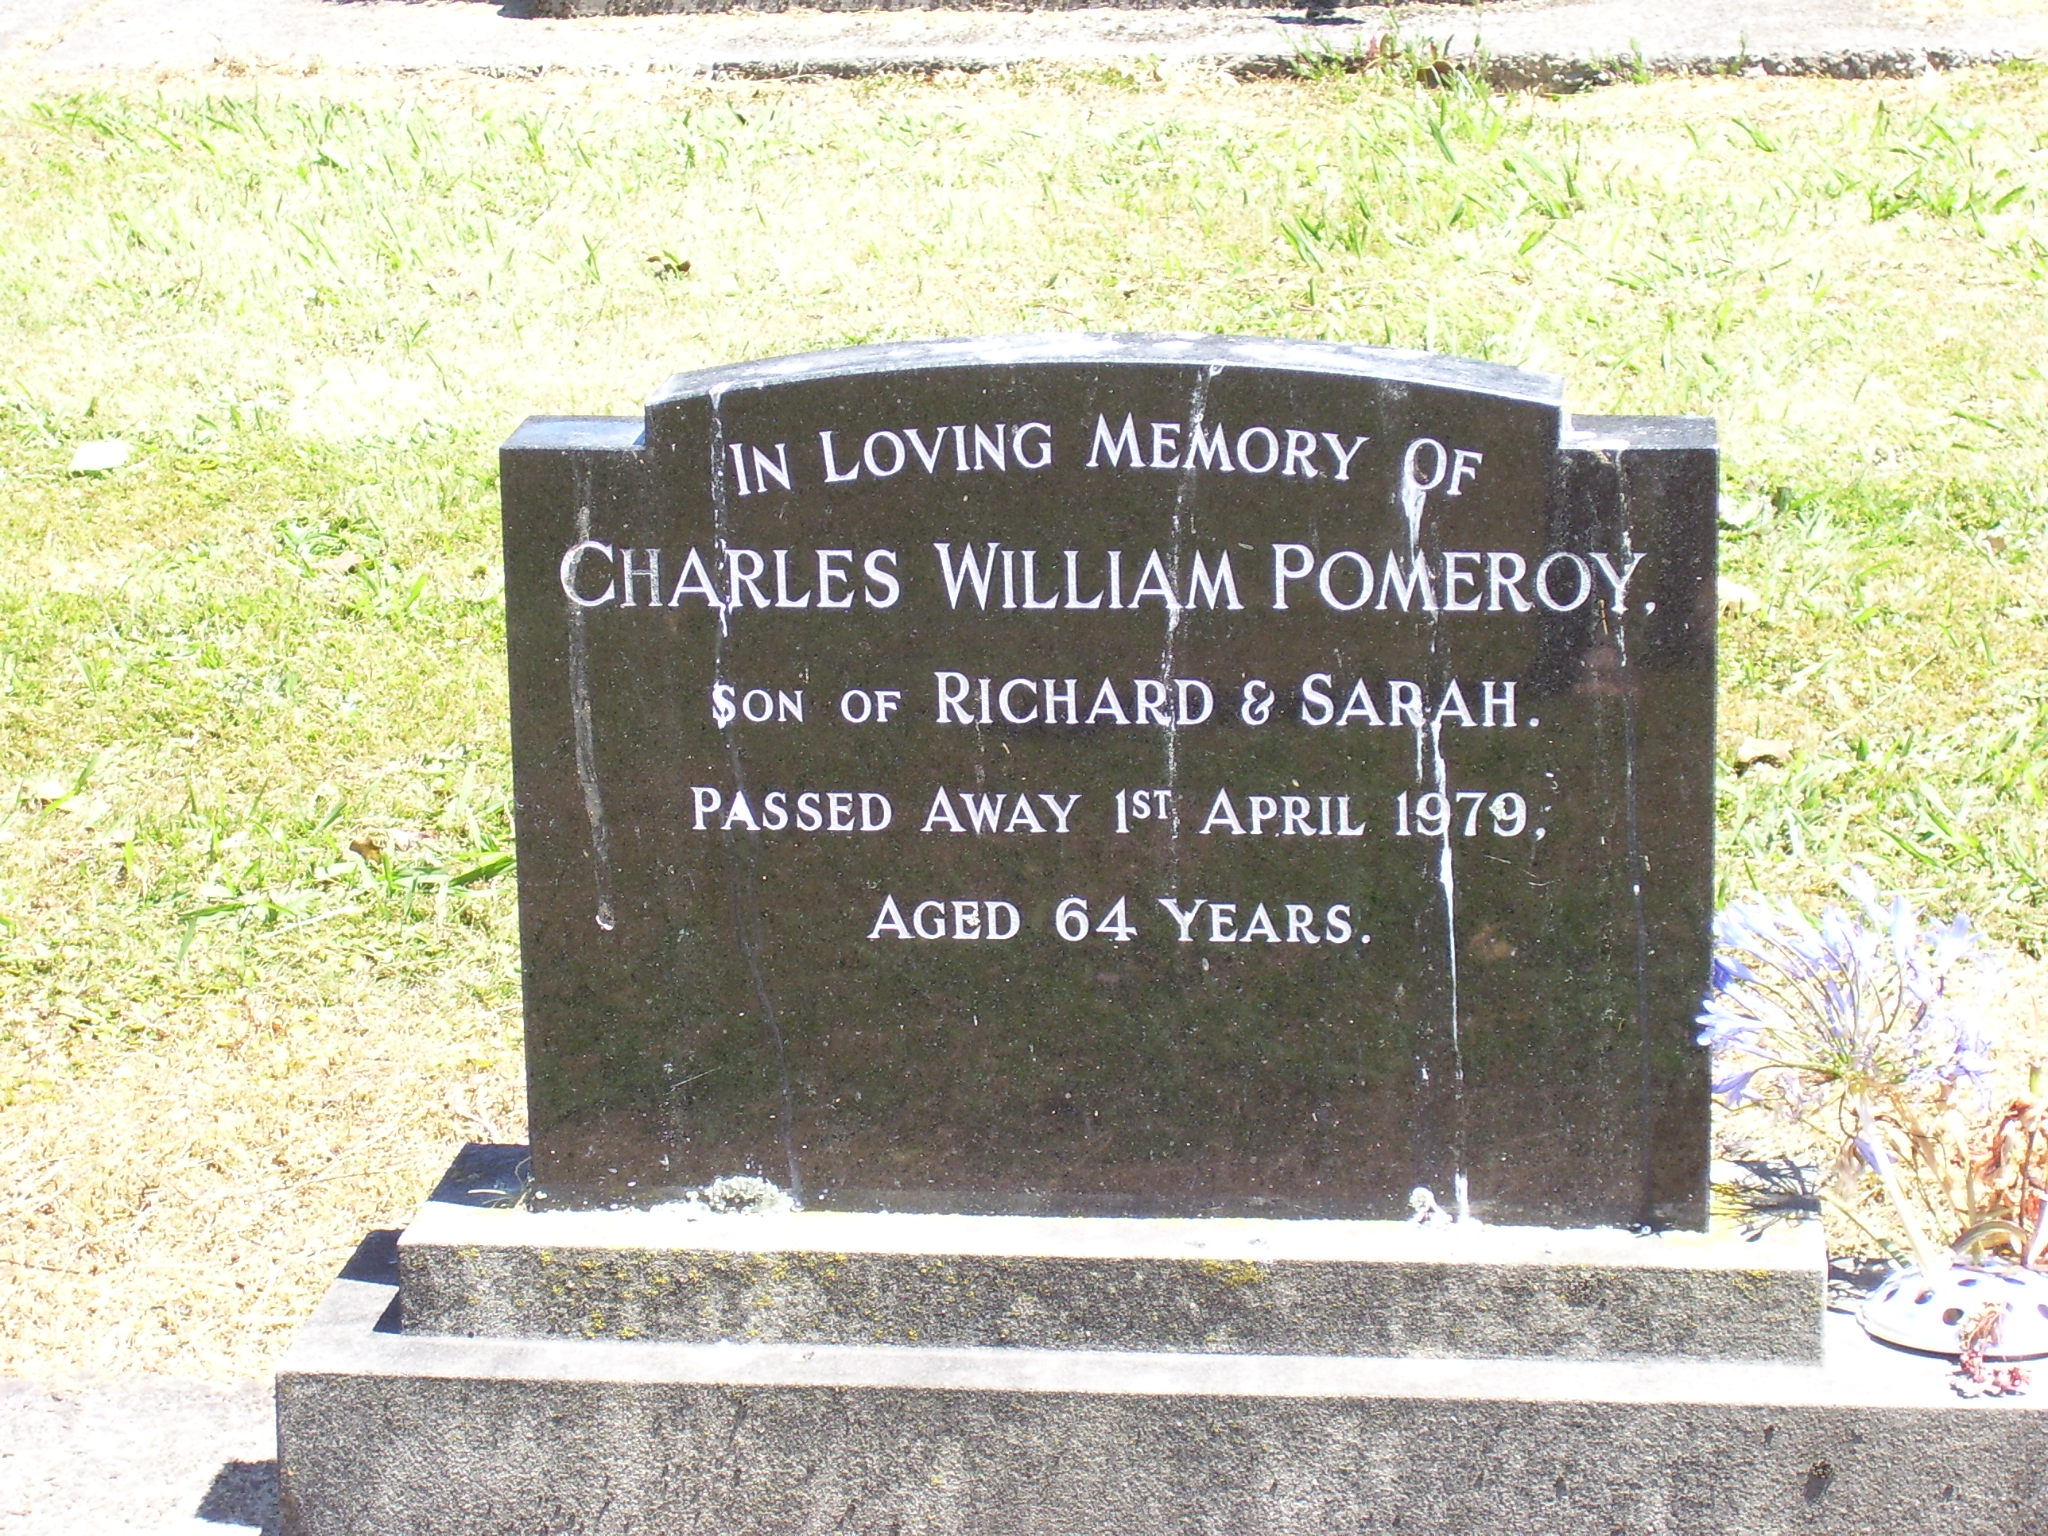 IN LOVING MEMORY OF
CHARLES WILLIAM POMEROY,
SON OF RICHARD & SARAH.
PASSED AWAY 1ST APRIL 1979,
AGED 64 YEARS.